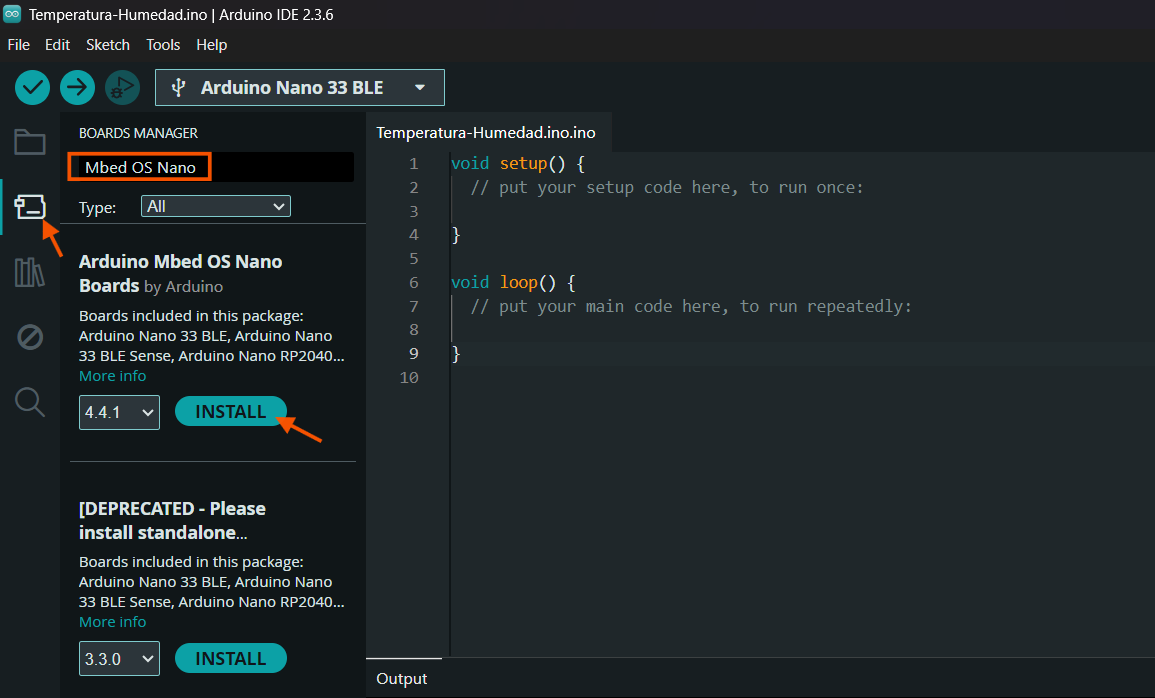 Temperatura-Humedad.ino | Arduino IDE 2.3.6
File Edit Sketch Tools Help
Arduino Nano 33 BLE
BOARDS MANAGER
Mbed OS Nano
Type: All
Arduino Mbed OS Nano
Boards by Arduino
Boards included in this package:
Arduino Nano 33 BLE, Arduino Nano
33 BLE Sense, Arduino Nano RP2040...
More info
4.4.1 INSTALL
[DEPRECATED - Please
install standalone...
Boards included in this package:
Arduino Nano 33 BLE, Arduino Nano
33 BLE Sense, Arduino Nano RP2040...
More info
3.3.0 INSTALL
Temperatura-Humedad.ino.ino
1 void setup() {
2 // put your setup code here, to run once:
3
4 }
5
6 void loop() {
7 // put your main code here, to run repeatedly:
8
9 }
10
Output